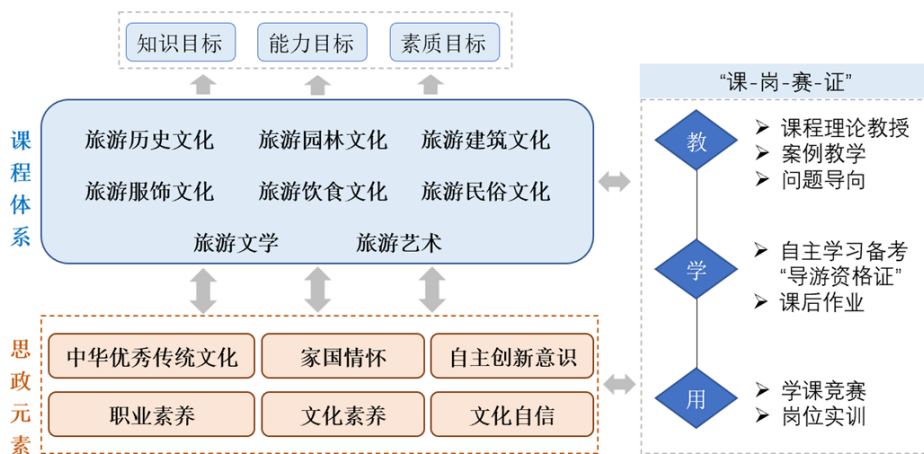 知识目标 能力目标 素质目标
课程体系
旅游历史文化 旅游园林文化 旅游建筑文化
旅游服饰文化 旅游饮食文化 旅游民俗文化
旅游文学 旅游艺术
思政元素
中华优秀传统文化 家国情怀 自主创新意识
职业素养 文化素养 文化自信
“课-岗-赛-证”
教
课程理论教授
案例教学
问题导向
学
自主学习备考
“导游资格证”
课后作业
用
学课竞赛
岗位实训